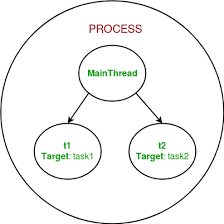 PROCESS
MainThread
t1
Target: task1
t2
Target: task2